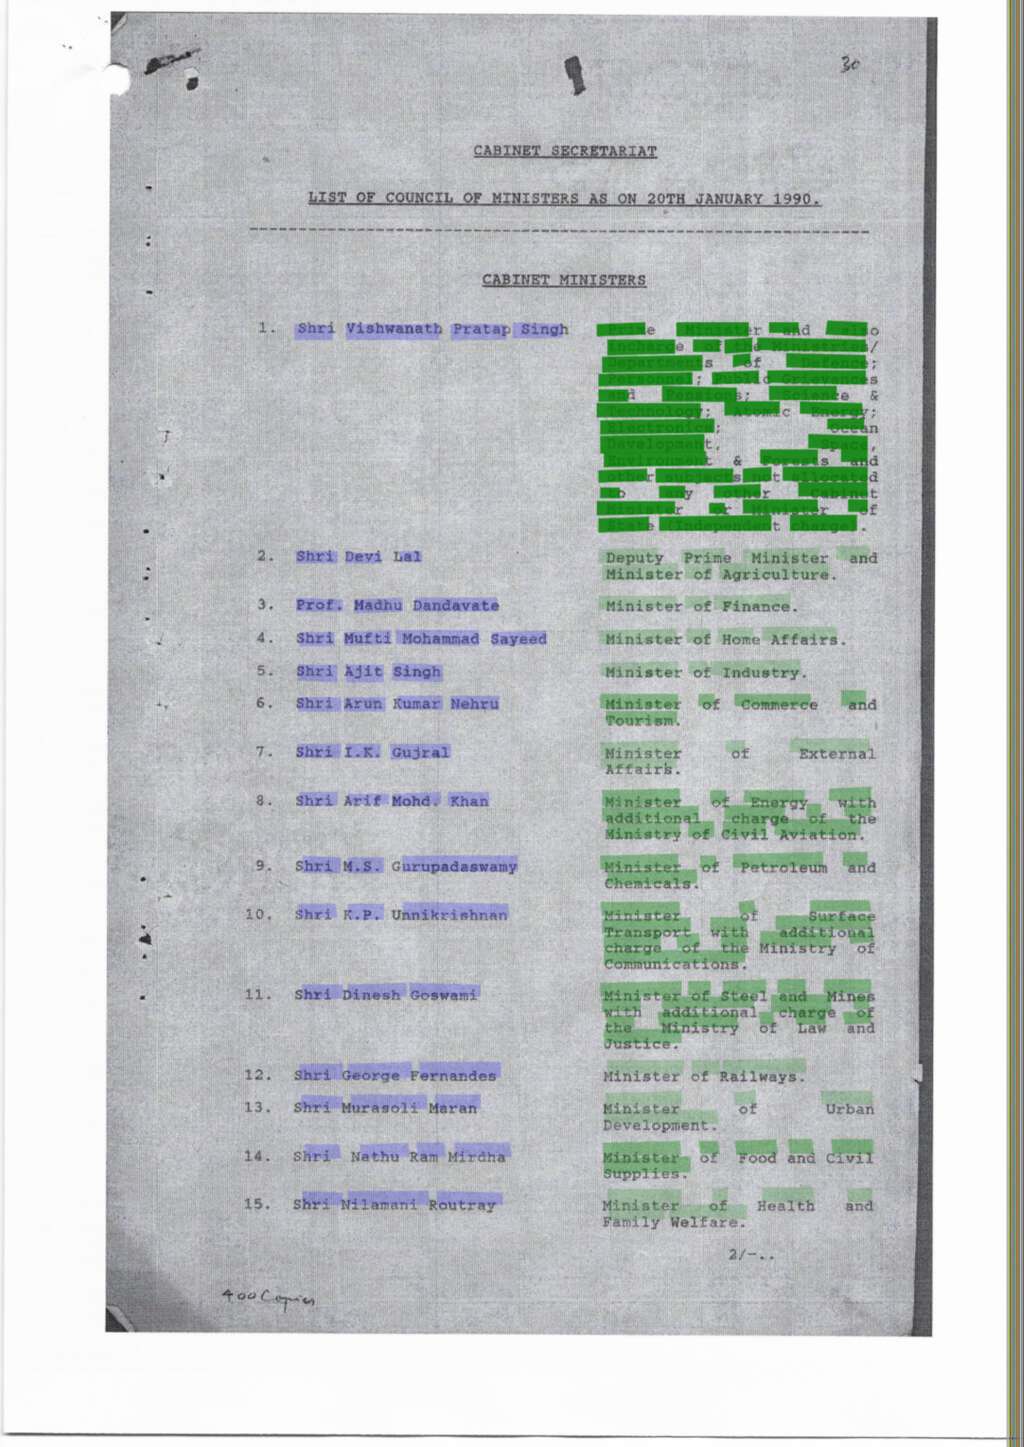 30
CABINET SECRETARIAT
LIST OF COUNCIL OF MINISTERS AS ON 20TH JANUARY 1990.
CABINET MINISTERS
1. Shri Vishwanath Pratap Singh Prime Minister and also
Incharge of the Ministries/
Departments of Defence;
Personnel; Public Grievances
and Pensions; Science &
Technology; Atomic Energy;
Electronics; Ocean
Development, Space,
Environment & Forests and
other subjects not allocated
to any other Cabinet
Minister or Minister of
State (Independent charge).
2. Shri Devi Lal Deputy Prime Minister and
Minister of Agriculture.
3. Prof. Madhu Dandavate Minister of Finance.
4. Shri Mufti Mohammad Sayeed Minister of Home Affairs.
5. Shri Ajit Singh Minister of Industry.
6. Shri Arun Kumar Nehru Minister of Commerce and
Tourism.
7. Shri I.K. Gujral Minister of External
Affairs.
8. Shri Arif Mohd. Khan Minister of Energy with
additional charge of the
Ministry of Civil Aviation.
9. Shri M.S. Gurupadaswamy Minister of Petroleum and
Chemicals.
10. Shri K.P. Unnikrishnan Minister of Surface
Transport with additional
charge of the Ministry of
Communications.
11. Shri Dinesh Goswami Minister of Steel and Mines
with additional charge of
the Ministry of Law and
Justice.
12. Shri George Fernandes Minister of Railways.
13. Shri Murasoli Maran Minister of Urban
Development.
14. Shri Nathu Ram Mirdha Minister of Food and Civil
Supplies.
15. Shri Nilamani Routray Minister of Health and
Family Welfare.
2/-..
400 Copies